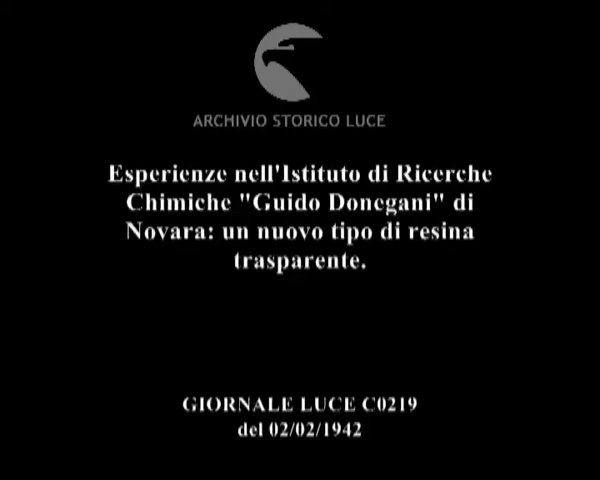 ARCHIVIO STORICO LUCE
Esperienze nell'Istituto di Ricerche
Chimiche "Guido Donegani" di
Novara: un nuovo tipo di resina
trasparente.
GIORNALE LUCE C0219
del 02/02/1942